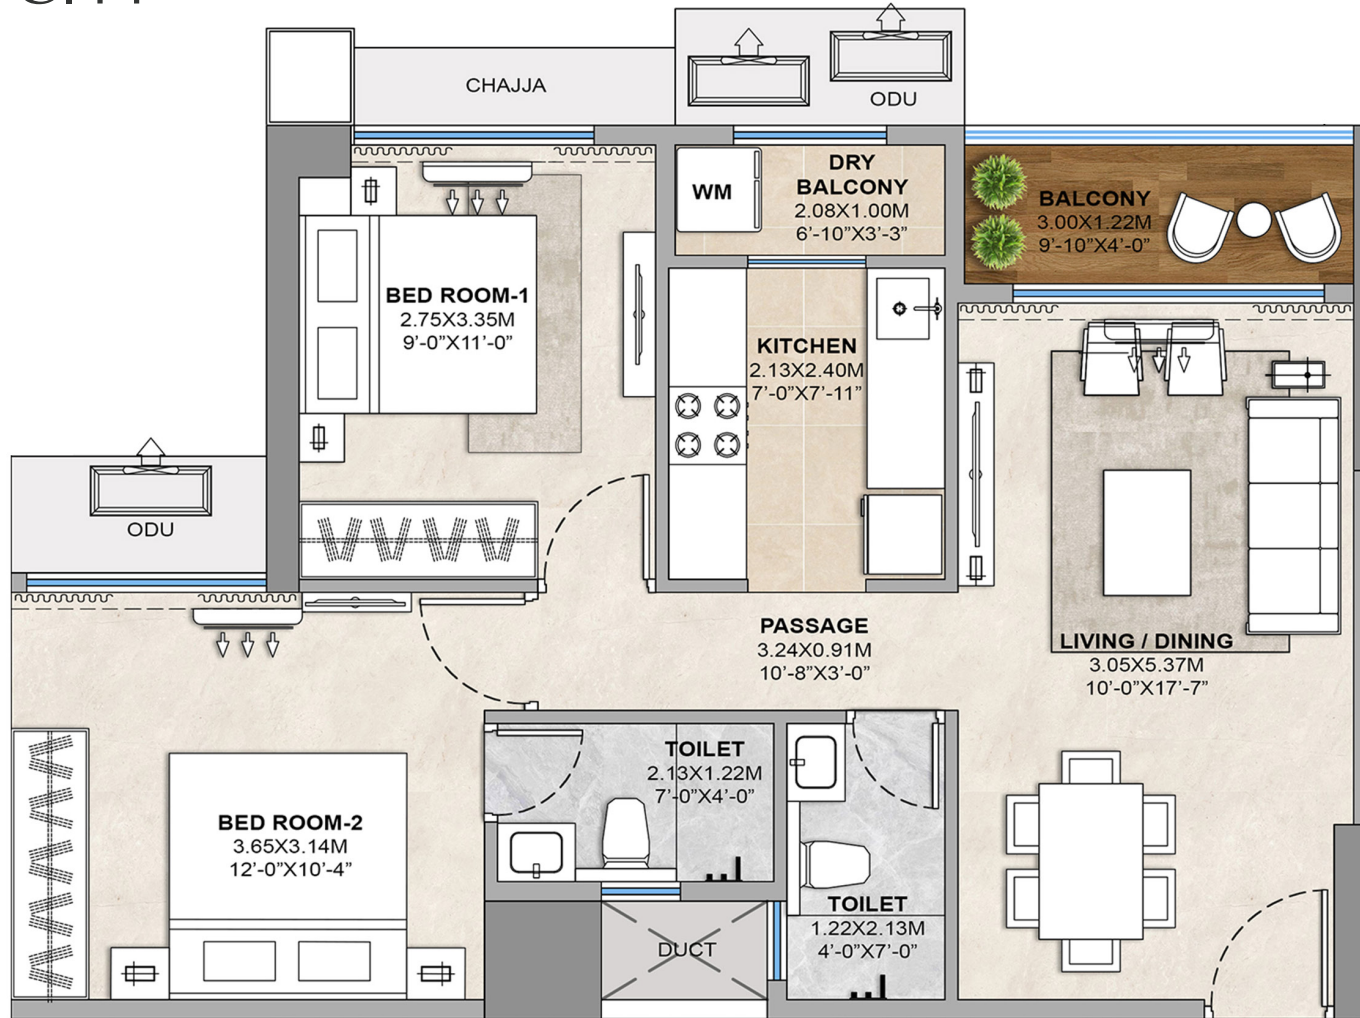 CHAJJA
ODU
DRY
BALCONY
2.08X1.00M
6'-10"X3'-3"
WM
BALCONY
3.00X1.22M
9'-10"X4'-0"
BED ROOM-1
2.75X3.35M
9'-0"X11'-0"
KITCHEN
2.13X2.40M
7'-0"X7'-11"
ODU
PASSAGE
3.24X0.91M
10'-8"X3'-0"
LIVING / DINING
3.05X5.37M
10'-0"X17'-7"
TOILET
2.13X1.22M
7'-0"X4'-0"
BED ROOM-2
3.65X3.14M
12'-0"X10'-4"
TOILET
1.22X2.13M
4'-0"X7'-0"
DUCT